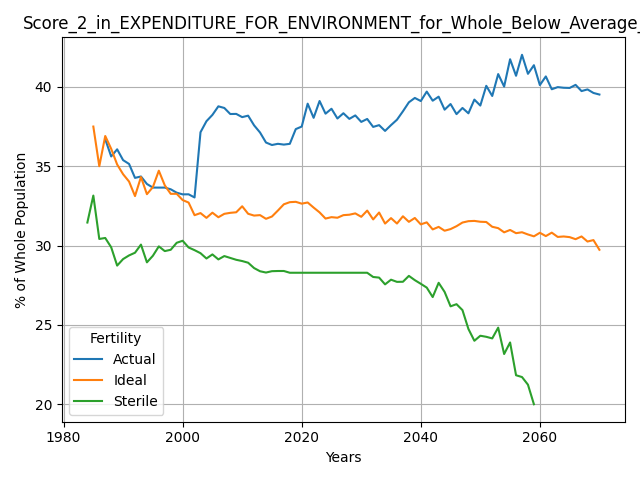 Score_2_in_EXPENDITURE_FOR_ENVIRONMENT_for_Whole_Below_Average_
% of Whole Population
40
35
30
25
20
Fertility
Actual
Ideal
Sterile
1980
2000
2020
2040
2060
Years